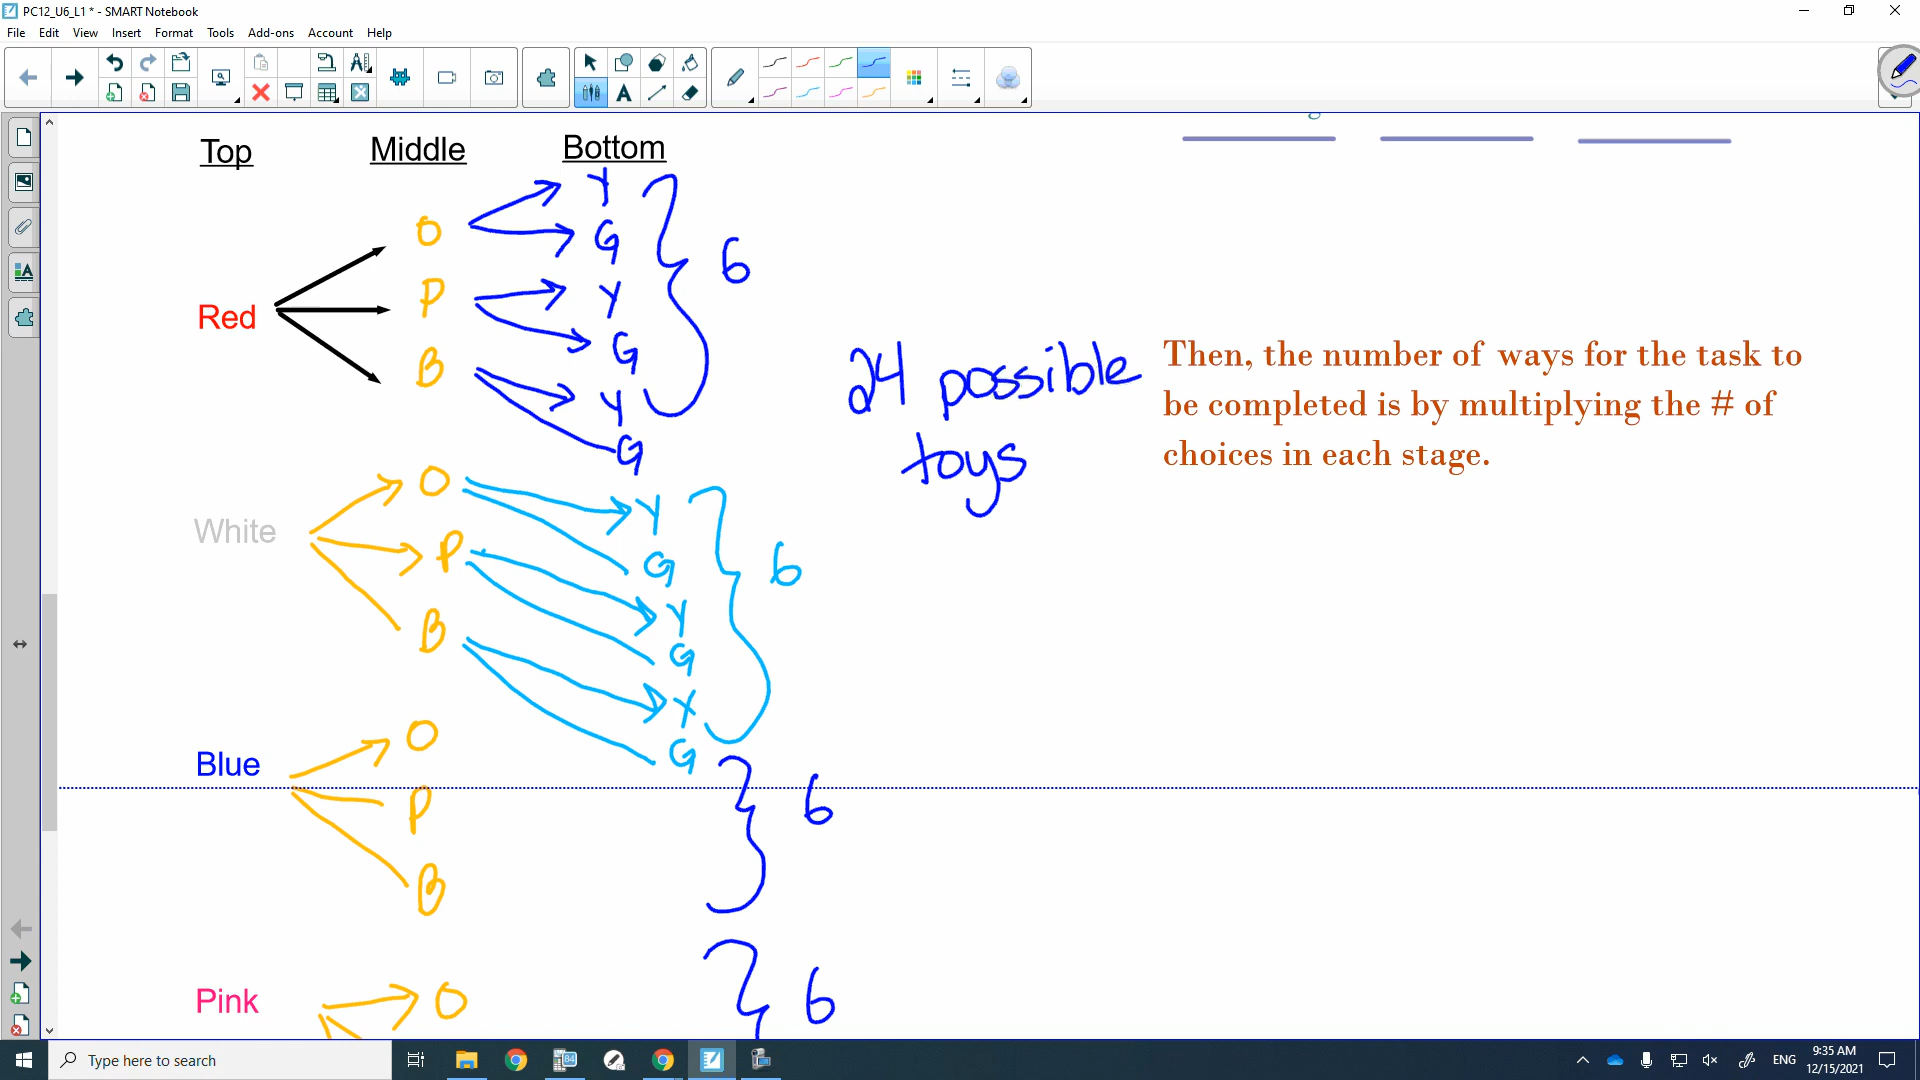 PC12_U6_L1 * - SMART Notebook
File Edit View Insert Format Tools Add-ons Account Help
Top Middle Bottom
Y
O
G
6
P
Y
Red
G
B
Y
G
24 possible
toys
Then, the number of ways for the task to
be completed is by multiplying the # of
choices in each stage.
O
Y
White
P
G
6
Y
B
G
Y
O
G
Blue
P
6
B
Pink
O
6
Type here to search
84
ENG
9:35 AM
12/15/2021